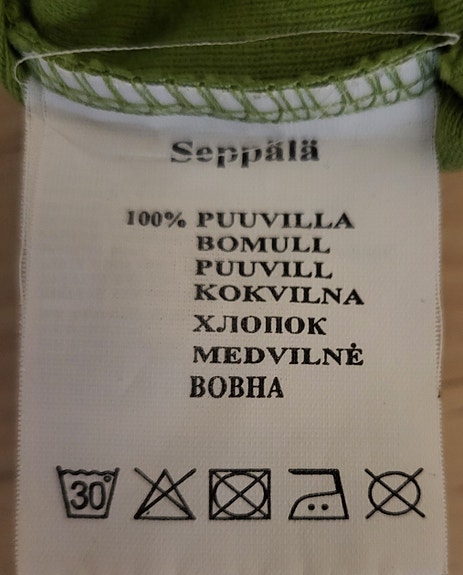 Seppälä
100% PUUVILLA
BOMULL
PUUVILL
KOKVILNA
ХЛОПОК
MEDVILNĖ
ВОВНА
30°